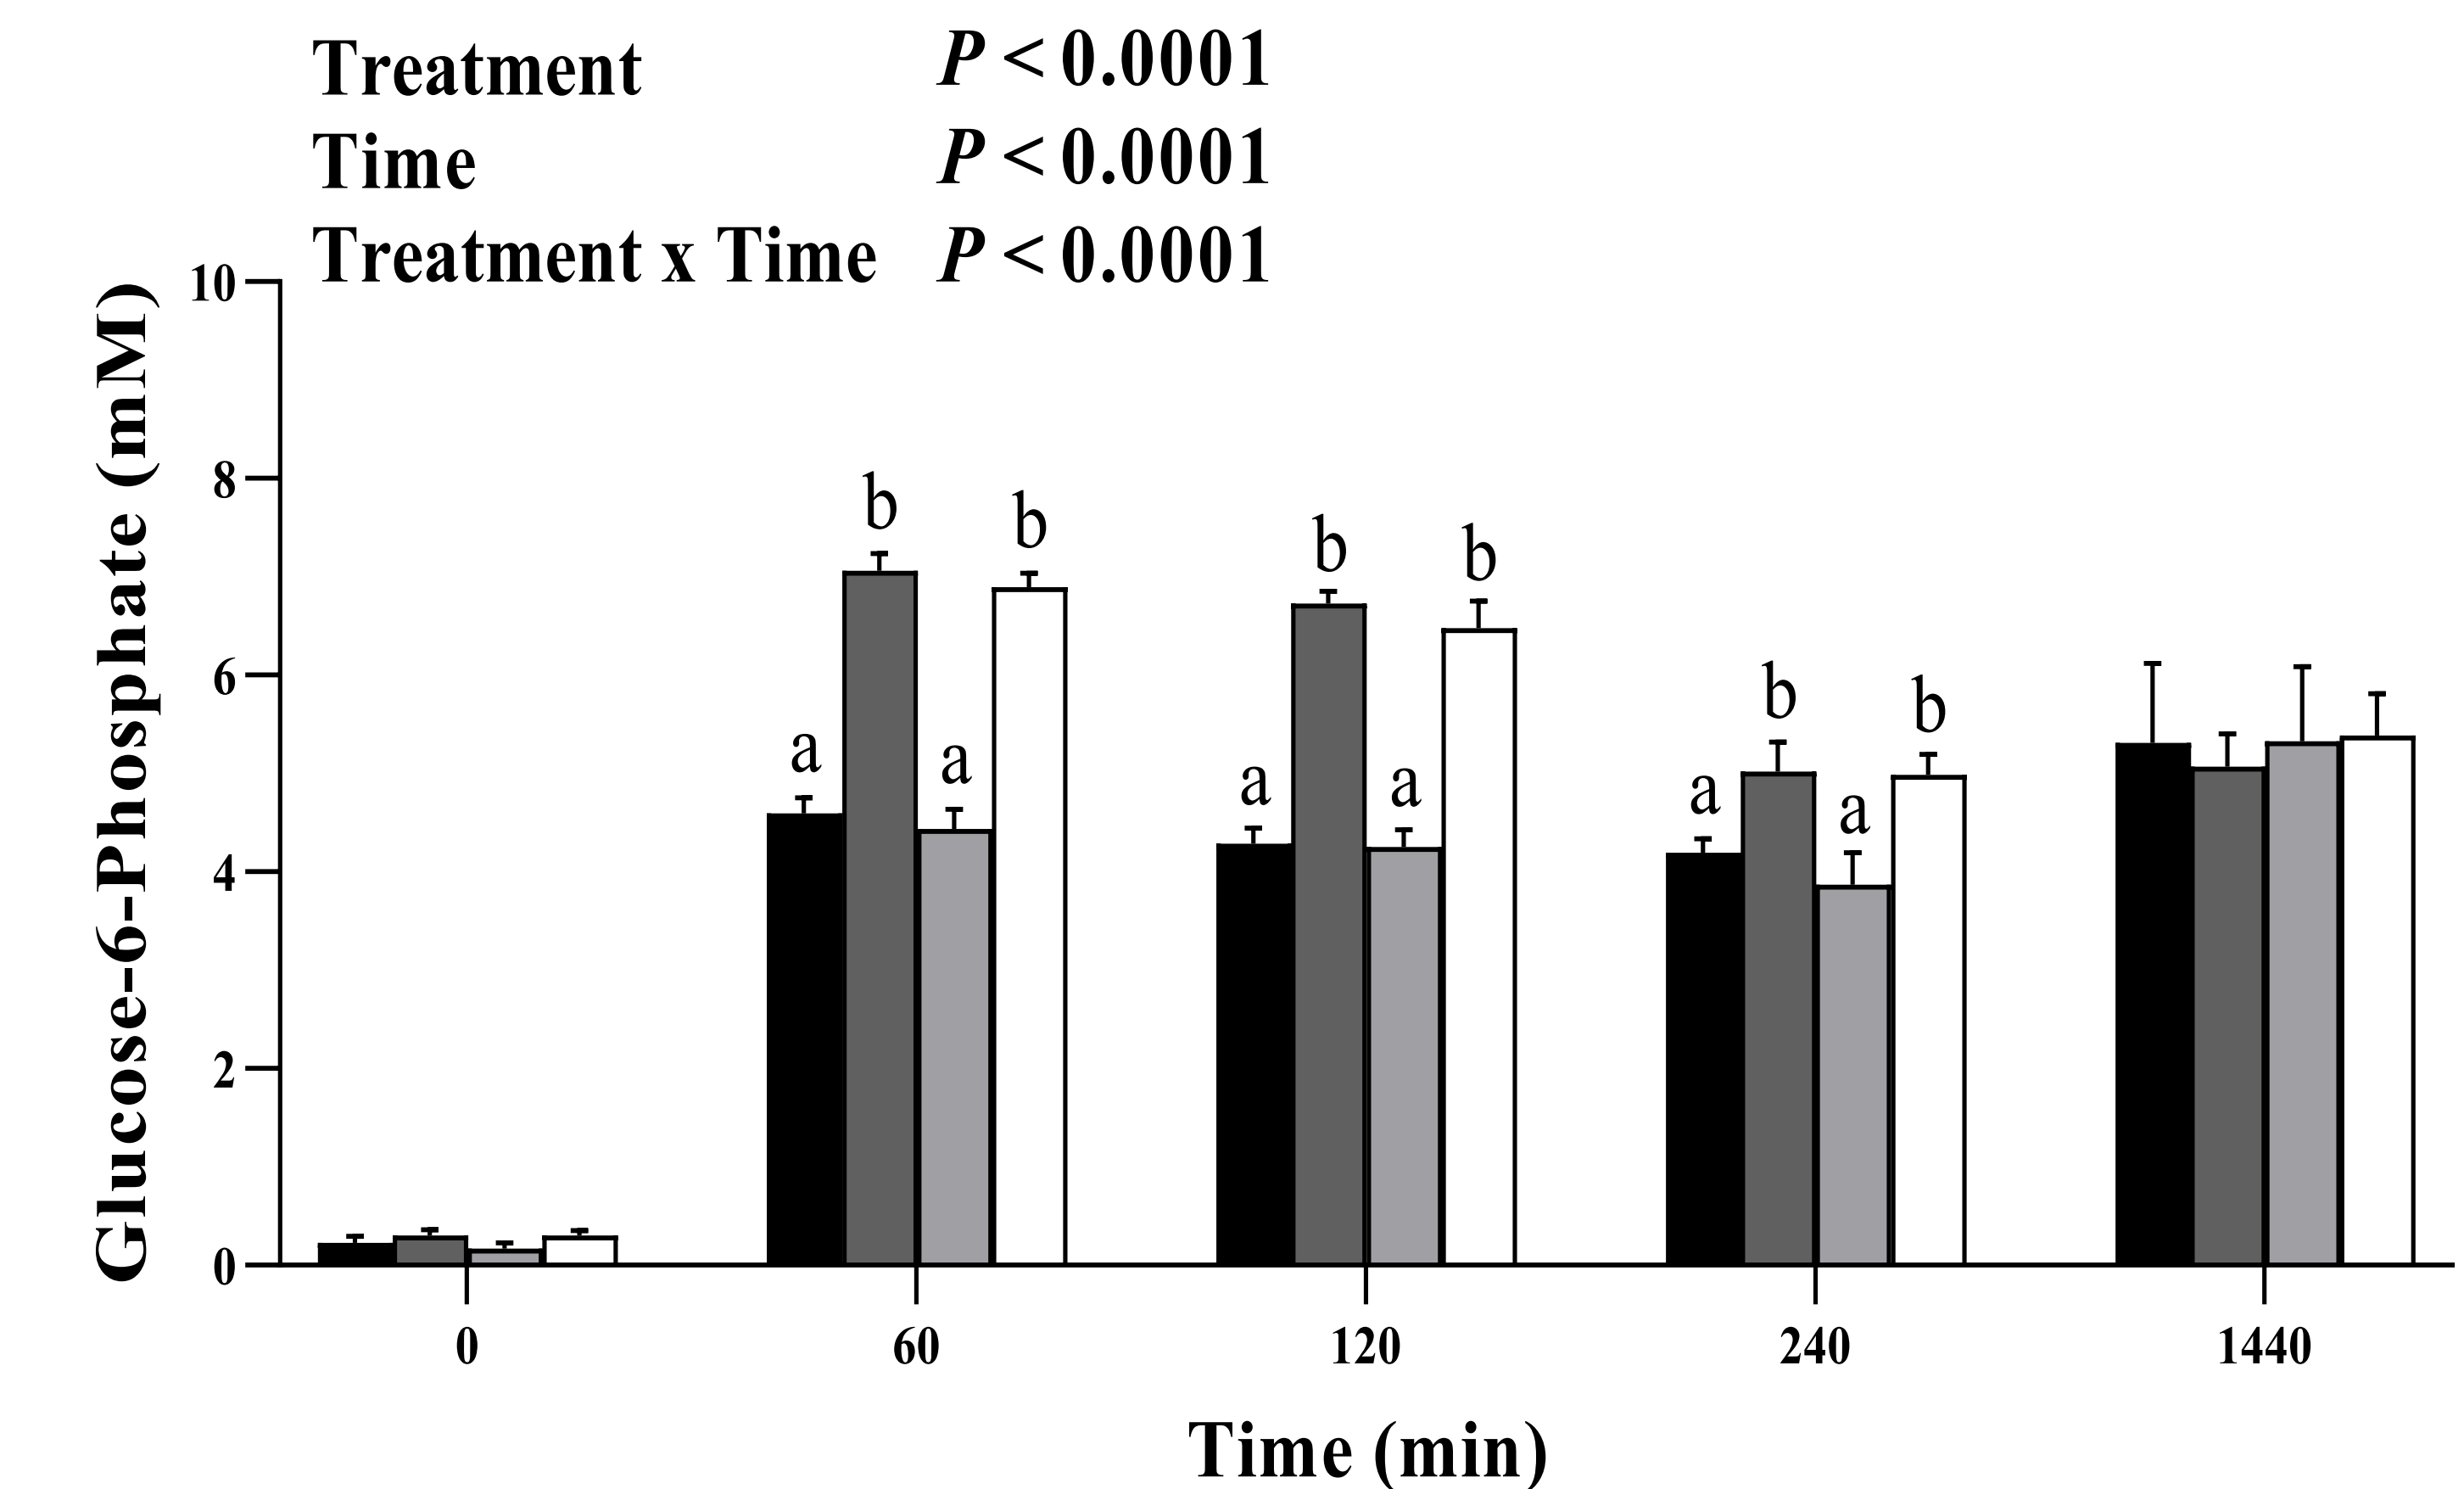 Treatment P < 0.0001
Time P < 0.0001
Treatment x Time P < 0.0001
Glucose-6-Phosphate (mM)
10
8
6
4
2
0
b b b b b b
a a a a a a
0 60 120 240 1440
Time (min)